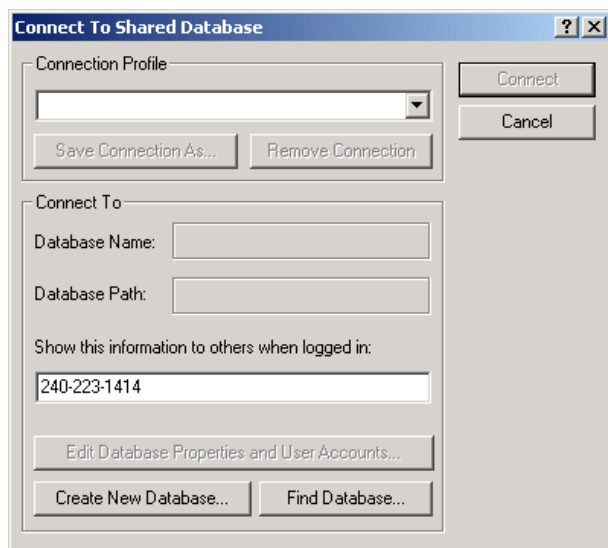 Connect To Shared Database
Connection Profile
Connect
Cancel
Save Connection As...
Remove Connection
Connect To
Database Name:
Database Path:
Show this information to others when logged in:
240-223-1414
Edit Database Properties and User Accounts...
Create New Database...
Find Database...